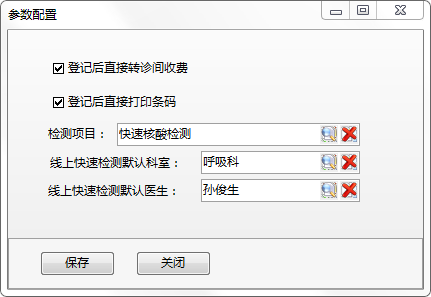 参数配置
登记后直接转诊间收费
登记后直接打印条码
检测项目： 快速核酸检测
线上快速检测默认科室： 呼吸科
线上快速检测默认医生： 孙俊生
保存 关闭